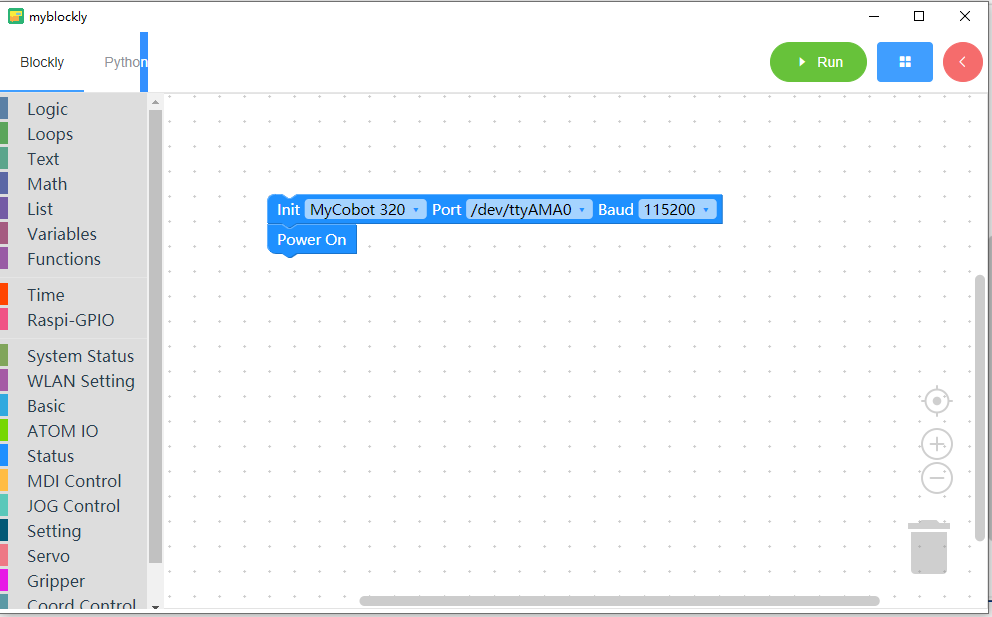 myblockly
Blockly
Python
Run
Logic
Loops
Text
Math
List
Variables
Functions
Time
Raspi-GPIO
System Status
WLAN Setting
Basic
ATOM IO
Status
MDI Control
JOG Control
Setting
Servo
Gripper
Coord Control
Init MyCobot 320 Port /dev/ttyAMA0 Baud 115200
Power On